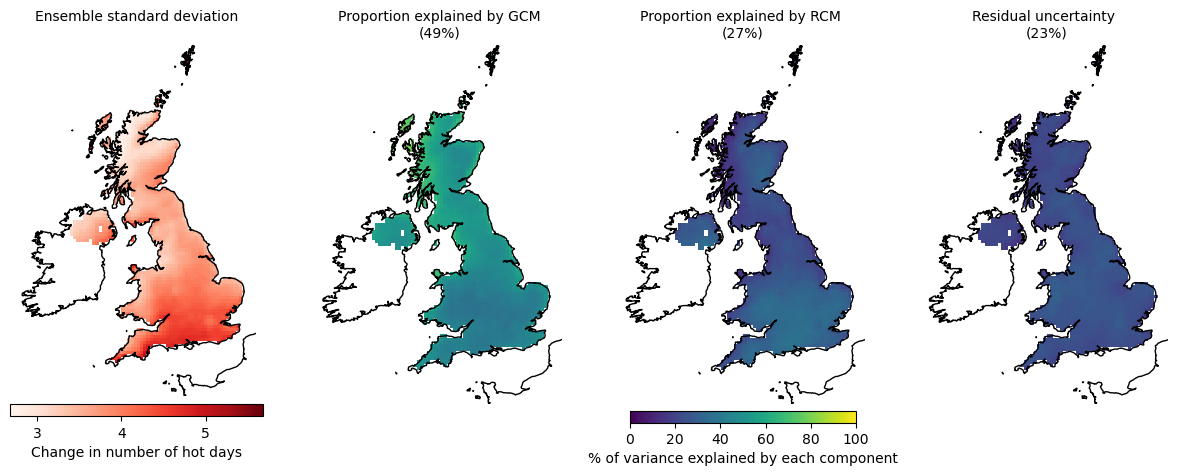 Ensemble standard deviation
Proportion explained by GCM
(49%)
Proportion explained by RCM
(27%)
Residual uncertainty
(23%)
3 4 5
Change in number of hot days
0 20 40 60 80 100
% of variance explained by each component